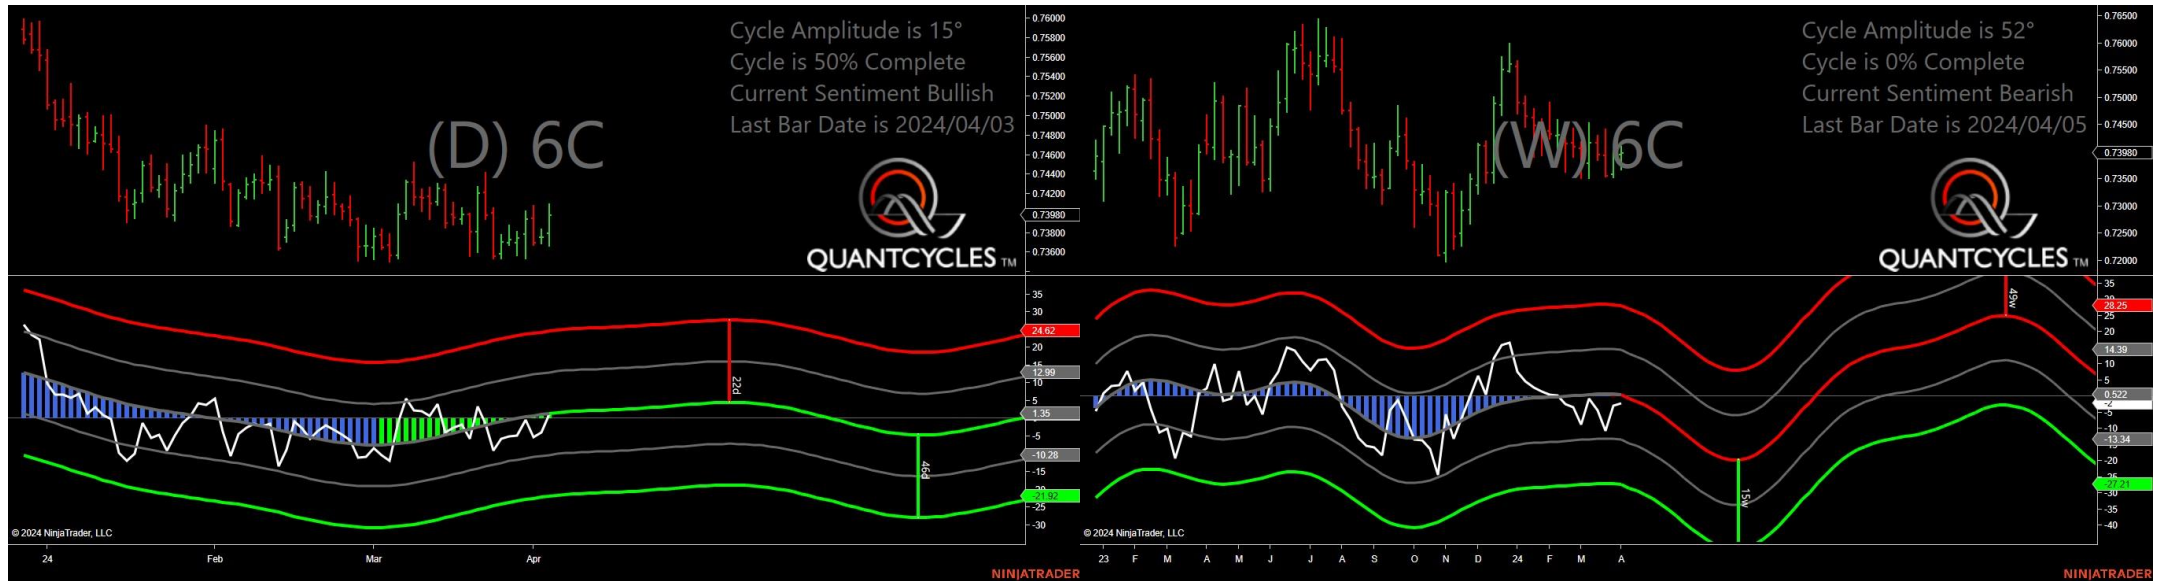 Cycle Amplitude is 15°
Cycle is 50% Complete
Current Sentiment Bullish
Last Bar Date is 2024/04/03
(D) 6C
QUANTCYCLES TM
0.76000
0.75800
0.75600
0.75400
0.75200
0.75000
0.74800
0.74600
0.74400
0.74200
0.73980
0.73800
0.73600
35
30
24.62
20
15
12.99
10
5
1.35
-5
-10.28
-15
-21.92
-25
-30
22d
46d
© 2024 NinjaTrader, LLC
24 Feb Mar Apr
NINJATRADER
Cycle Amplitude is 52°
Cycle is 0% Complete
Current Sentiment Bearish
Last Bar Date is 2024/04/05
(W) 6C
QUANTCYCLES TM
0.76500
0.76000
0.75500
0.75000
0.74500
0.73980
0.73500
0.73000
0.72500
0.72000
35
28.25
25
20
14.39
10
5
0.522
-5
-10
-13.34
-20
-27.21
-30
-35
-40
49w
15w
© 2024 NinjaTrader, LLC
23 F M A M J J A S O N D 24 F M A
NINJATRADER